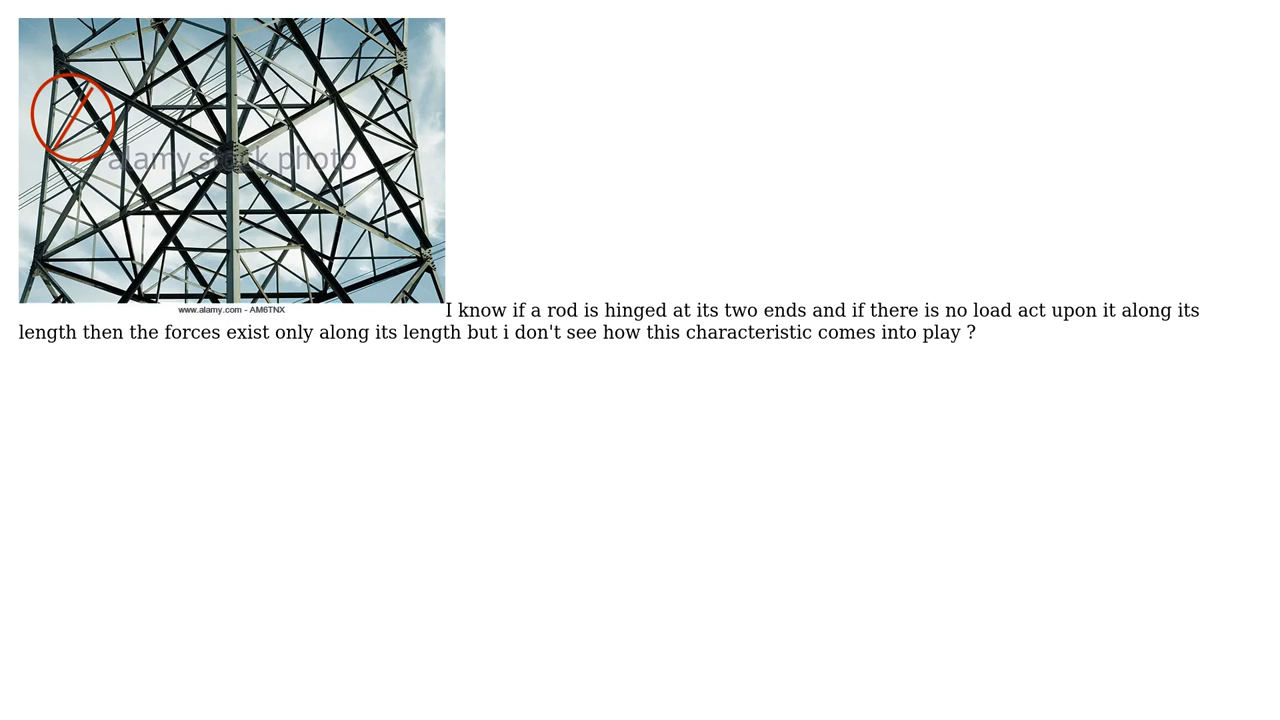 alamy stock photo
www.alamy.com - AM6TNX
I know if a rod is hinged at its two ends and if there is no load act upon it along its
length then the forces exist only along its length but i don't see how this characteristic comes into play ?